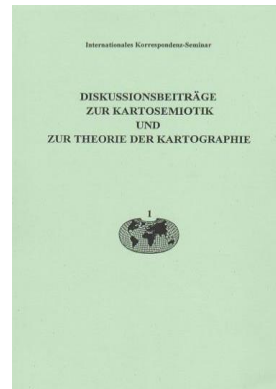 Internationales Korrespondenz-Seminar
DISKUSSIONSBEITRÄGE
ZUR KARTOSEMIOTIK
UND
ZUR THEORIE DER KARTOGRAPHIE
1